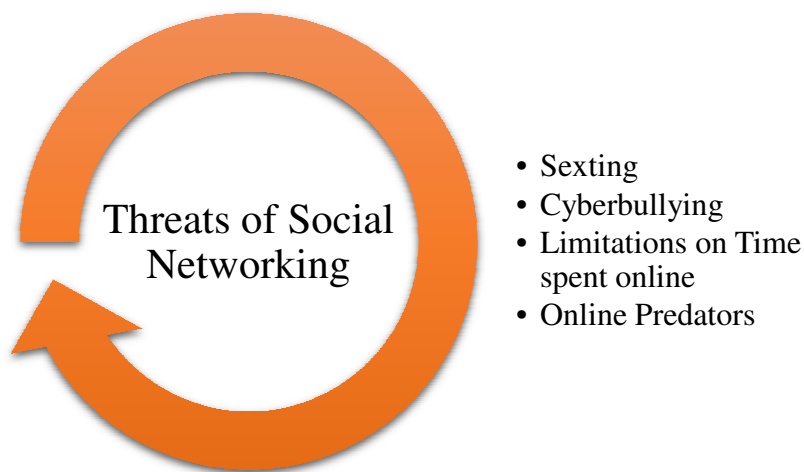 Threats of Social
Networking
• Sexting
• Cyberbullying
• Limitations on Time
spent online
• Online Predators